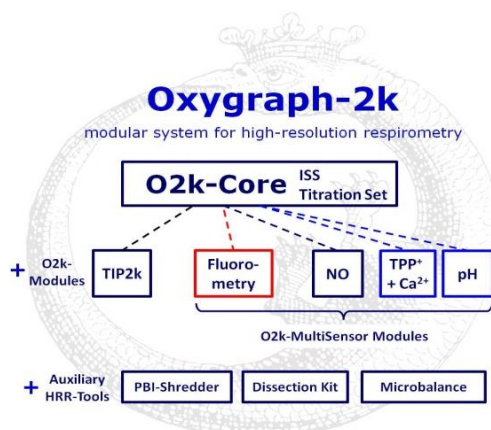 Oxygraph-2k
modular system for high-resolution respirometry
O2k-Core ISS
Titration Set
+ O2k-
Modules
TIP2k
Fluoro-
metry
NO
TPP⁺
+ Ca²⁺
pH
O2k-MultiSensor Modules
+ Auxiliary
HRR-Tools
PBI-Shredder
Dissection Kit
Microbalance